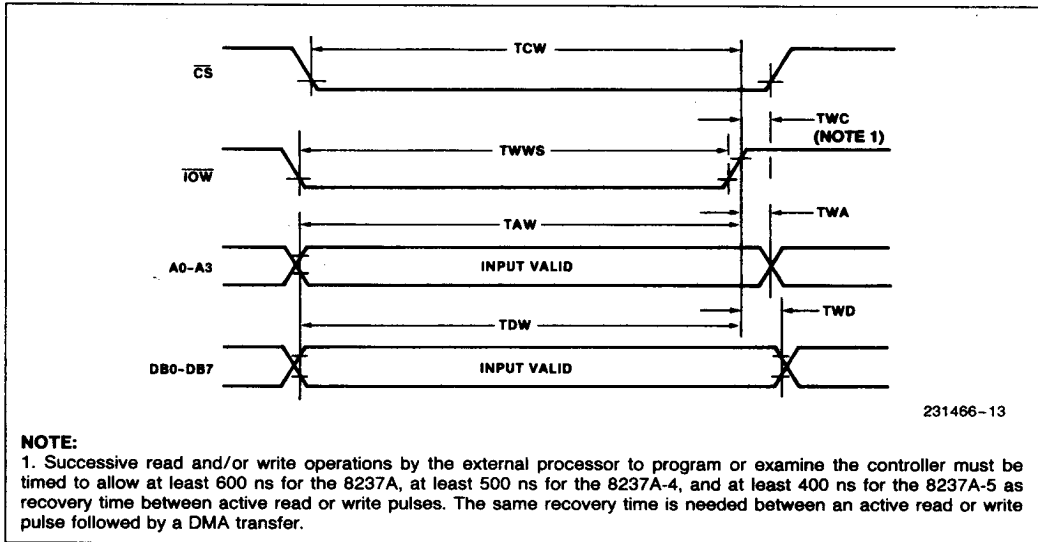 TCW
CS
TWC
(NOTE 1)
TWWS
IOW
TWA
TAW
A0-A3
INPUT VALID
TWD
TDW
DB0-DB7
INPUT VALID
231466-13
NOTE:
1. Successive read and/or write operations by the external processor to program or examine the controller must be
timed to allow at least 600 ns for the 8237A, at least 500 ns for the 8237A-4, and at least 400 ns for the 8237A-5 as
recovery time between active read or write pulses. The same recovery time is needed between an active read or write
pulse followed by a DMA transfer.